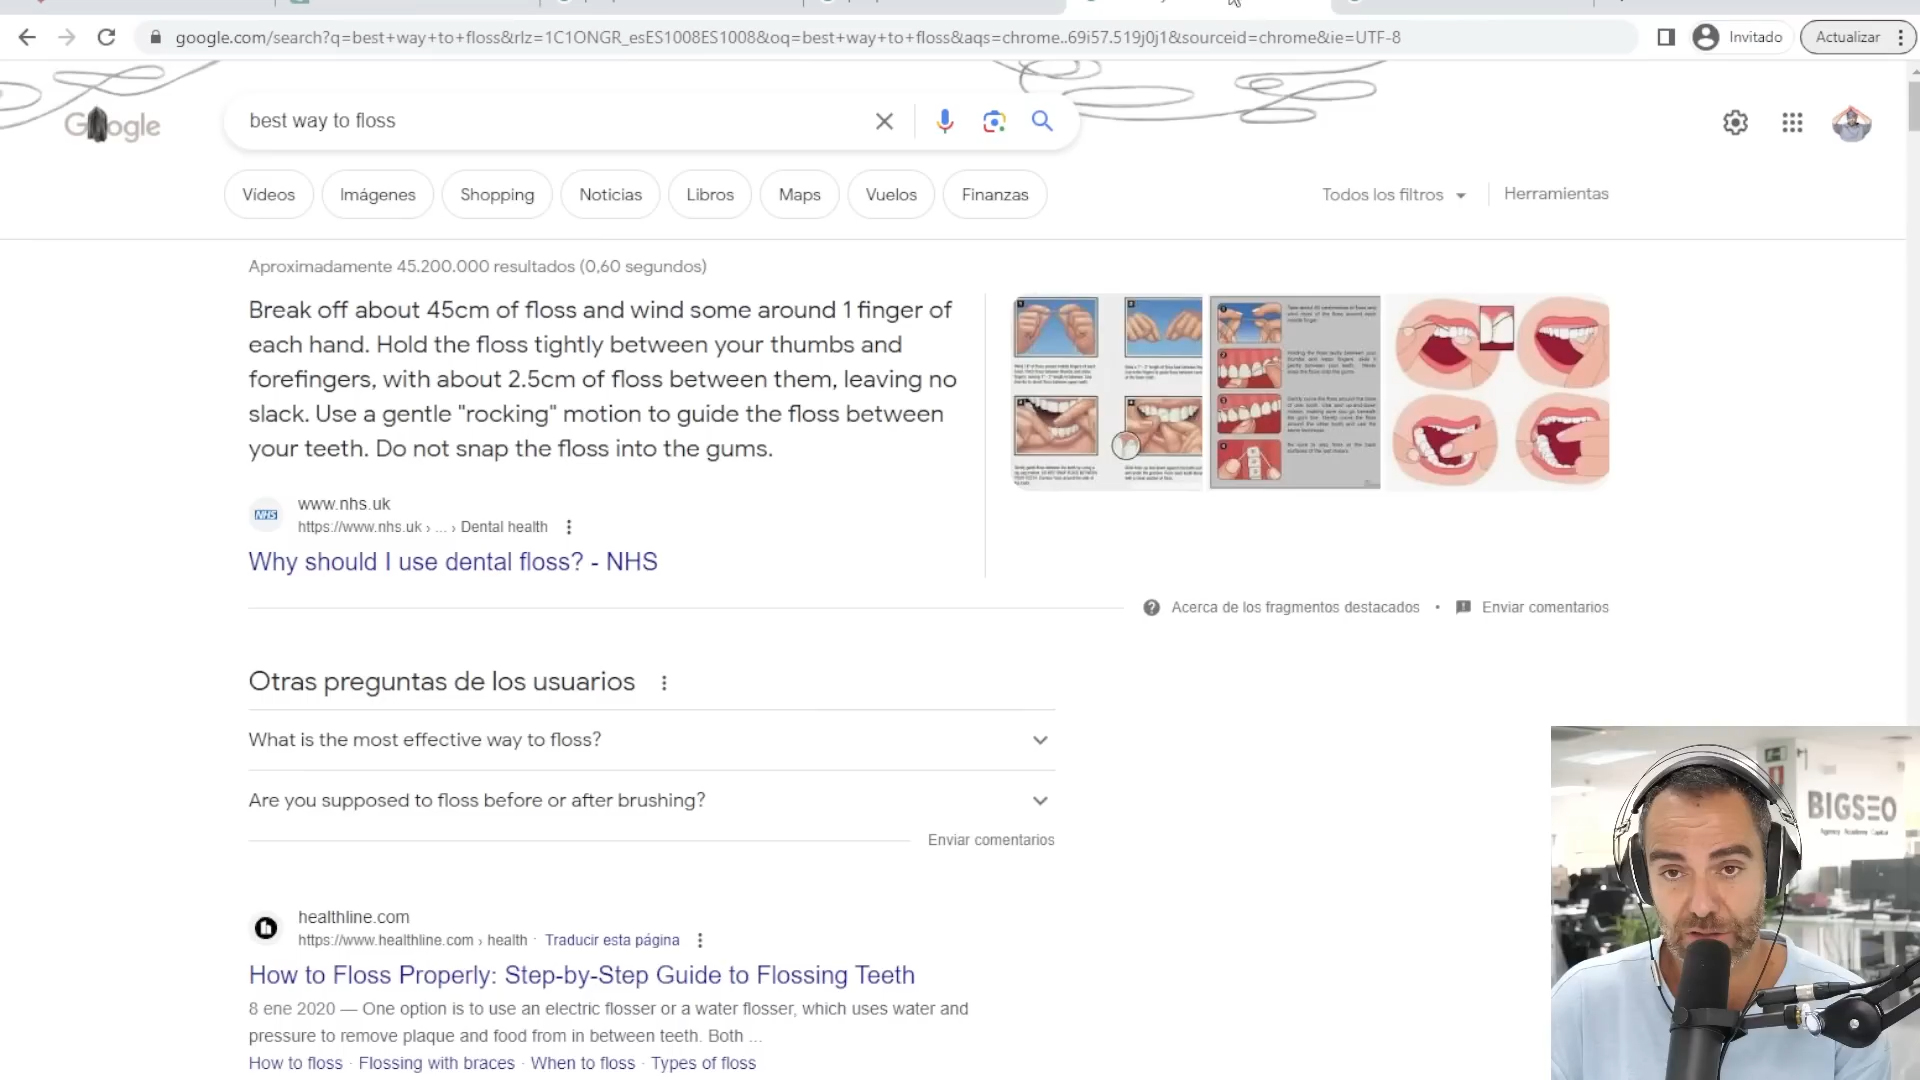 google.com/search?q=best+way+to+floss&rlz=1C1ONGR_esES1008ES1008&oq=best+way+to+floss&aqs=chrome..69i57.519j0j1&sourceid=chrome&ie=UTF-8
Invitado
Actualizar
Google
best way to floss
Vídeos
Imágenes
Shopping
Noticias
Libros
Maps
Vuelos
Finanzas
Todos los filtros
Herramientas
Aproximadamente 45.200.000 resultados (0,60 segundos)
Break off about 45cm of floss and wind some around 1 finger of
each hand. Hold the floss tightly between your thumbs and
forefingers, with about 2.5cm of floss between them, leaving no
slack. Use a gentle "rocking" motion to guide the floss between
your teeth. Do not snap the floss into the gums.
NHS
www.nhs.uk
https://www.nhs.uk › ... › Dental health
Why should I use dental floss? - NHS
Acerca de los fragmentos destacados • Enviar comentarios
Otras preguntas de los usuarios
What is the most effective way to floss?
Are you supposed to floss before or after brushing?
Enviar comentarios
healthline.com
https://www.healthline.com › health · Traducir esta página
How to Floss Properly: Step-by-Step Guide to Flossing Teeth
8 ene 2020 — One option is to use an electric flosser or a water flosser, which uses water and
pressure to remove plaque and food from in between teeth. Both ...
How to floss · Flossing with braces · When to floss · Types of floss
BIGSEO
Agency Academy Capital